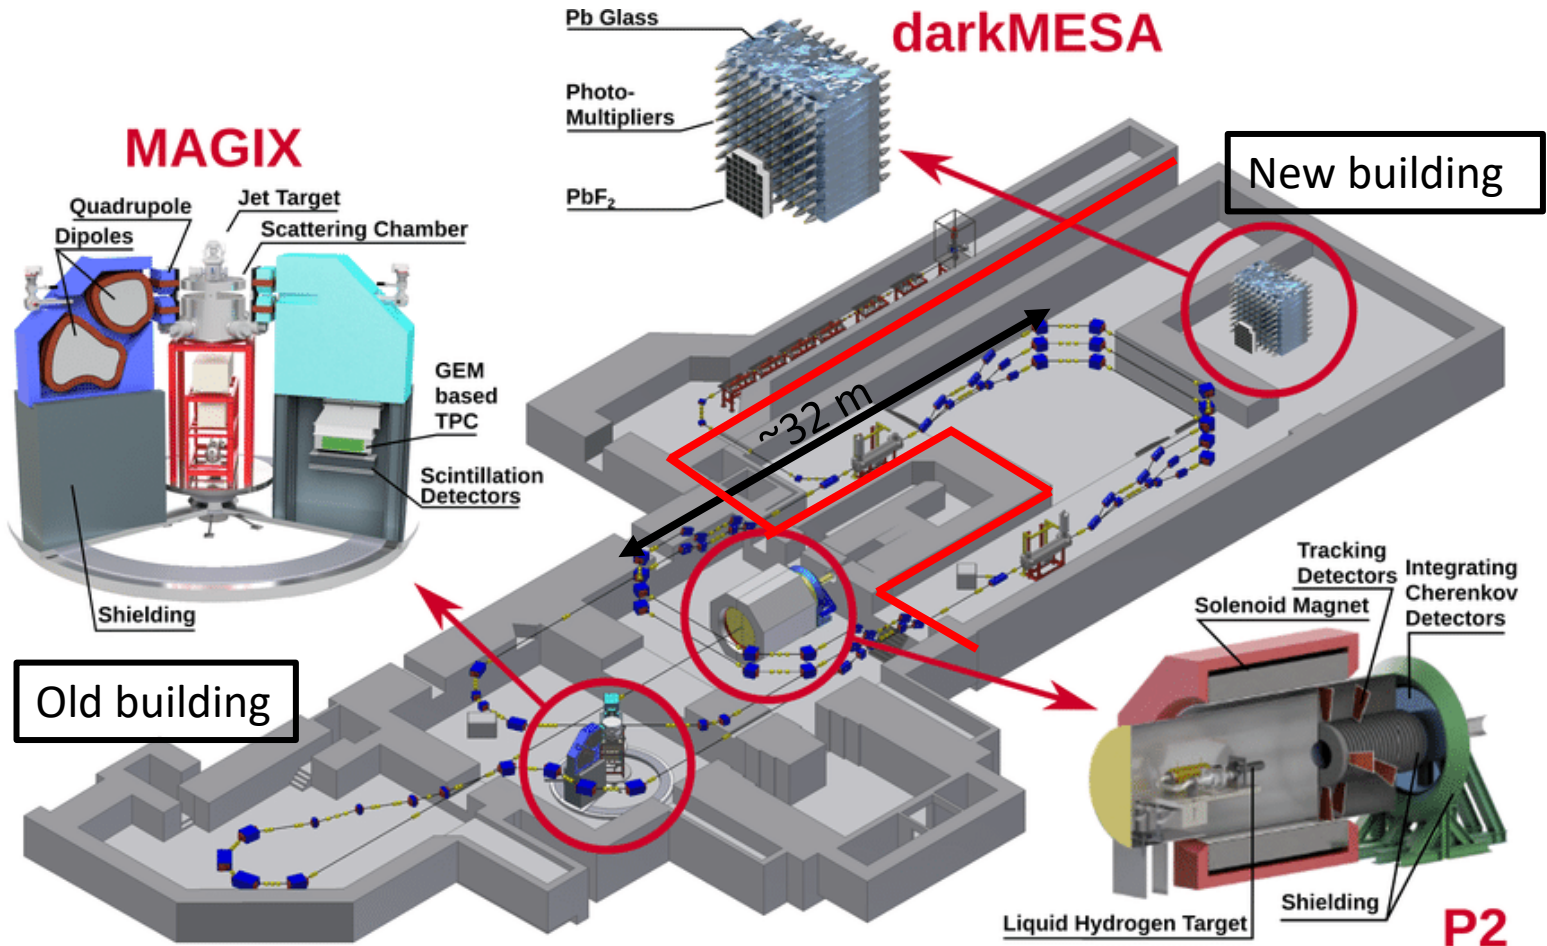 Pb Glass
darkMESA
Photo-
Multipliers
PbF₂
New building
MAGIX
Jet Target
Quadrupole
Scattering Chamber
Dipoles
GEM
based
TPC
Scintillation
Detectors
Shielding
~32 m
Old building
Tracking
Detectors
Integrating
Cherenkov
Detectors
Solenoid Magnet
Liquid Hydrogen Target
Shielding
P2